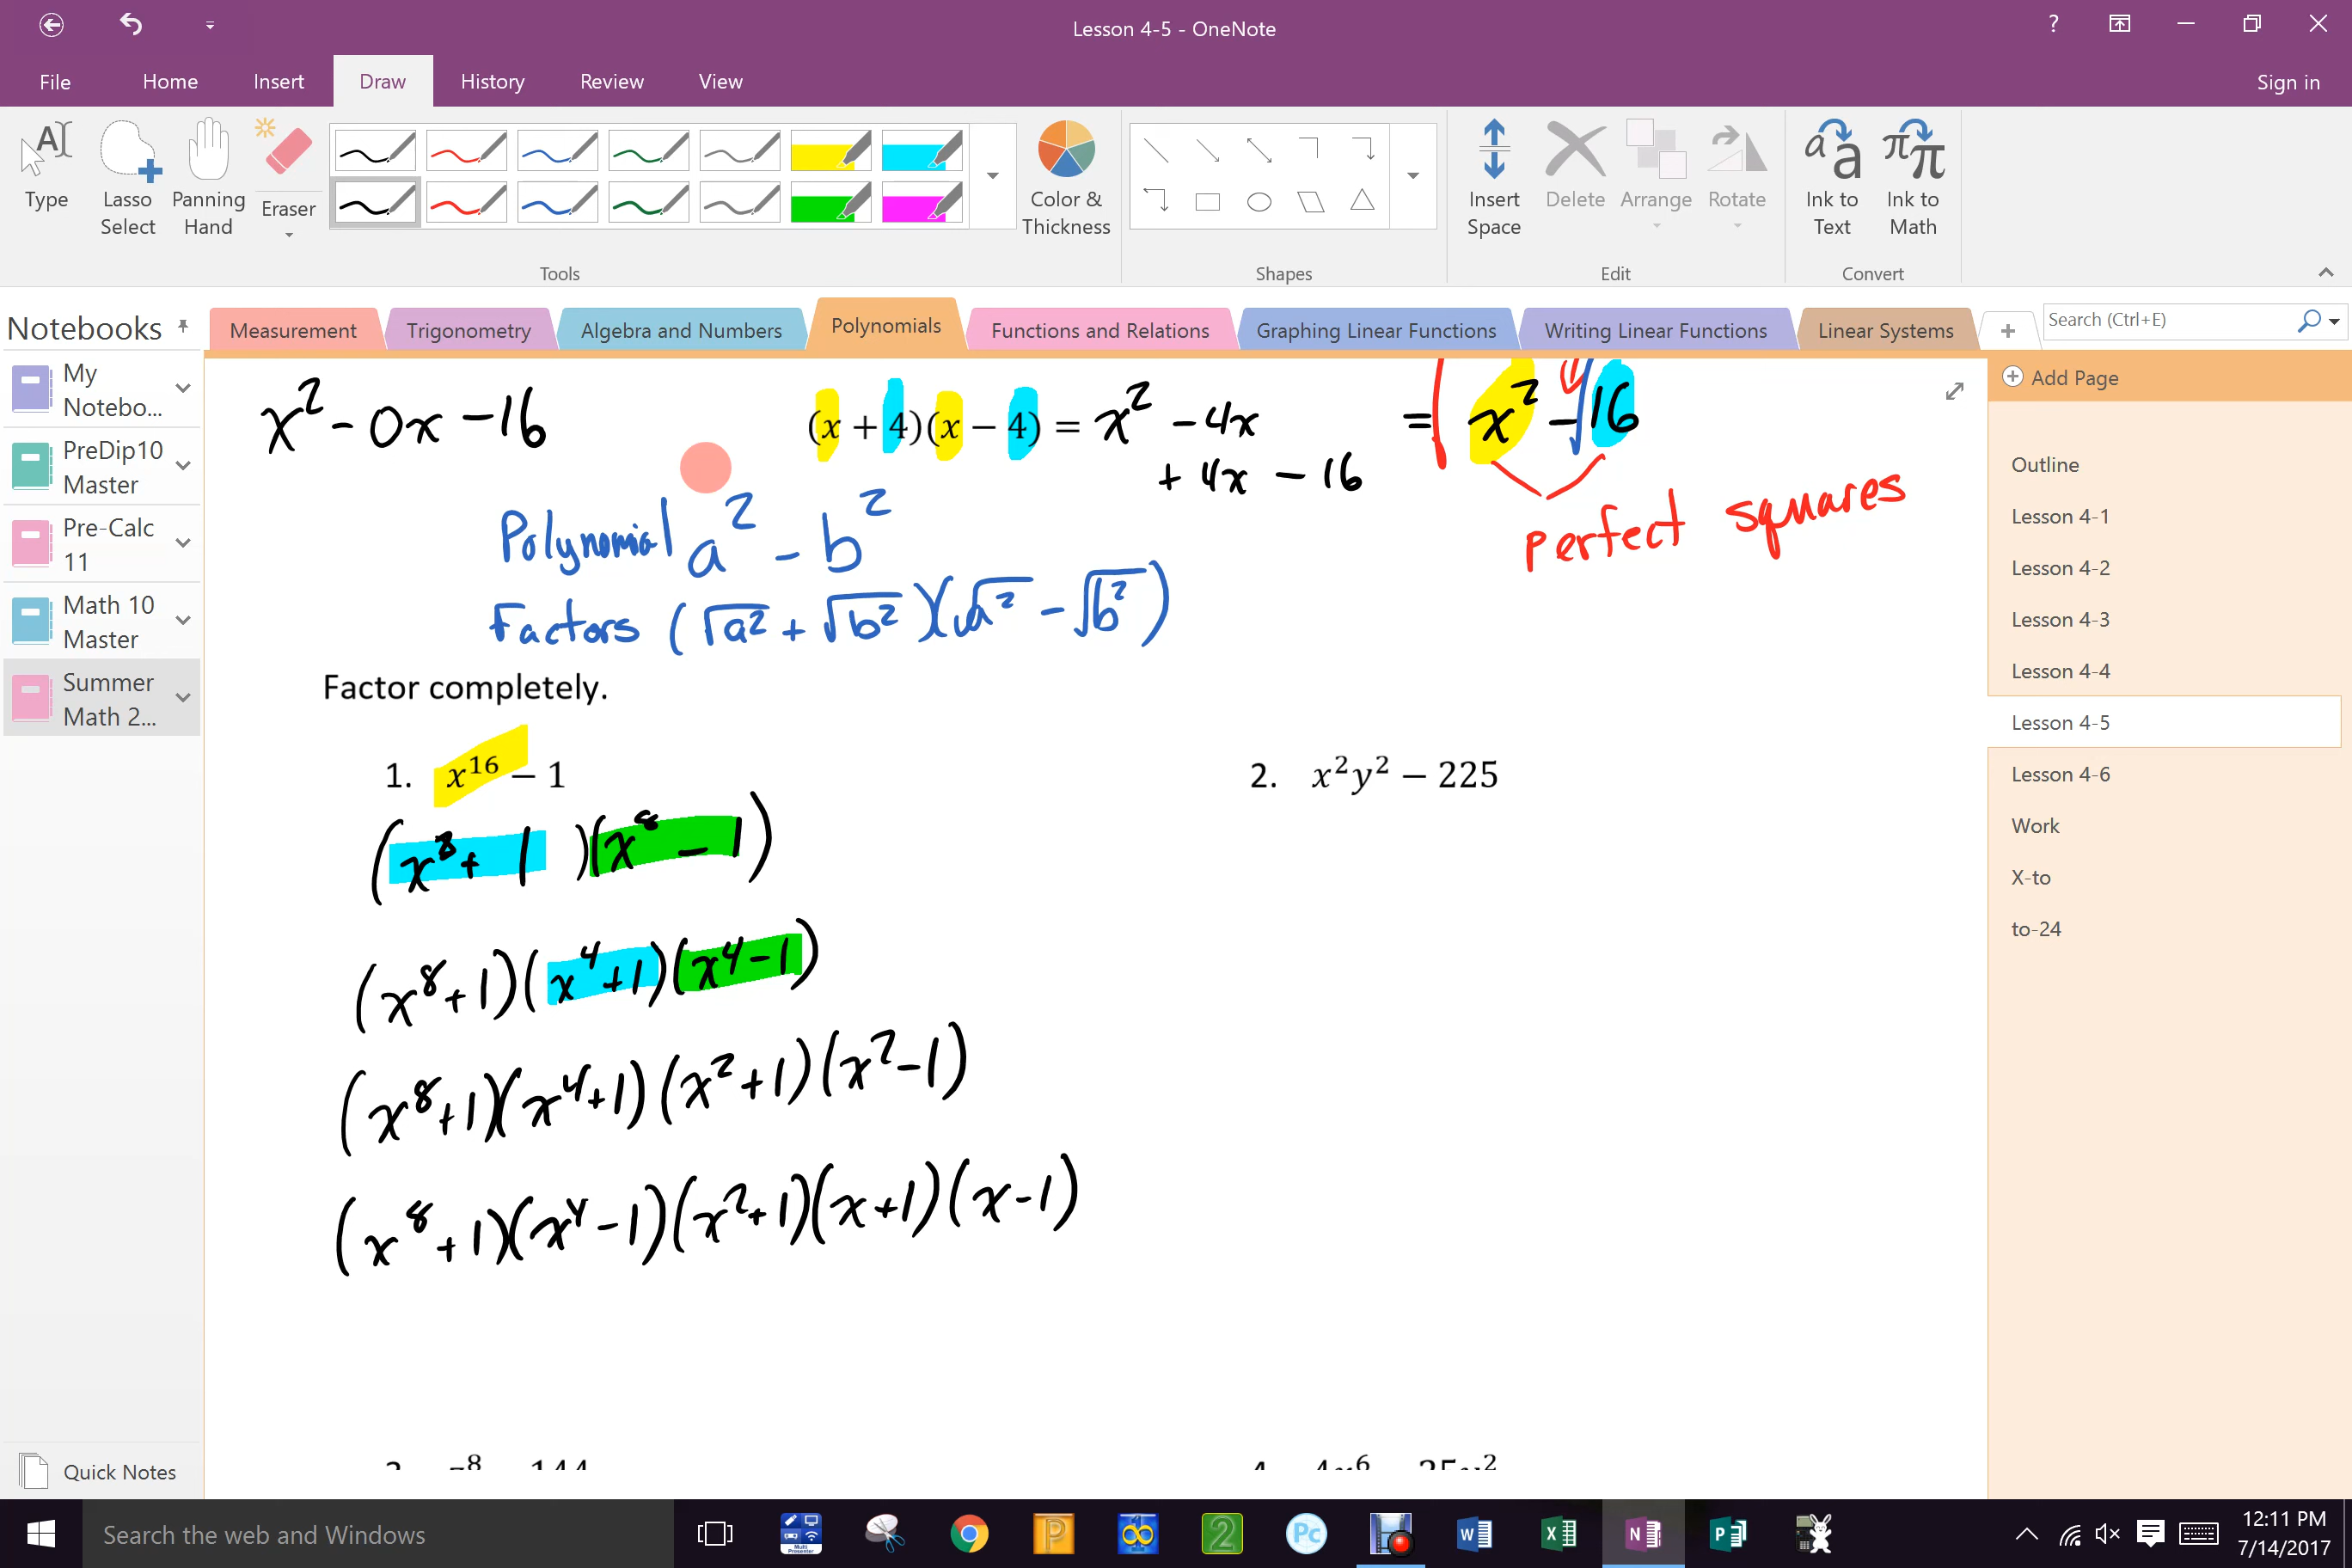 Lesson 4-5 - OneNote
?
File Home Insert Draw History Review View Sign in
Type
Lasso Select
Panning Hand
Eraser
Color & Thickness
Insert Space
Delete
Arrange
Rotate
Ink to Text
Ink to Math
Tools Shapes Edit Convert
Notebooks
Measurement Trigonometry Algebra and Numbers Polynomials Functions and Relations Graphing Linear Functions Writing Linear Functions Linear Systems +
Search (Ctrl+E)
My Notebo...
PreDip10 Master
Pre-Calc 11
Math 10 Master
Summer Math 2...
Quick Notes
x² - 0x - 16
(x + 4)(x − 4) = x² - 4x
+ 4x - 16
= x² - 16
perfect squares
Polynomial a² - b²
Factors (√a² + √b²)(√a² - √b²)
Factor completely.
1. x¹⁶ − 1
(x⁸ + 1)(x⁸ - 1)
(x⁸+1)(x⁴+1)(x⁴-1)
(x⁸+1)(x⁴+1)(x²+1)(x²-1)
(x⁸+1)(x⁴-1)(x²+1)(x+1)(x-1)
2. x²y² − 225
Add Page
Outline
Lesson 4-1
Lesson 4-2
Lesson 4-3
Lesson 4-4
Lesson 4-5
Lesson 4-6
Work
X-to
to-24
Search the web and Windows
12:11 PM
7/14/2017